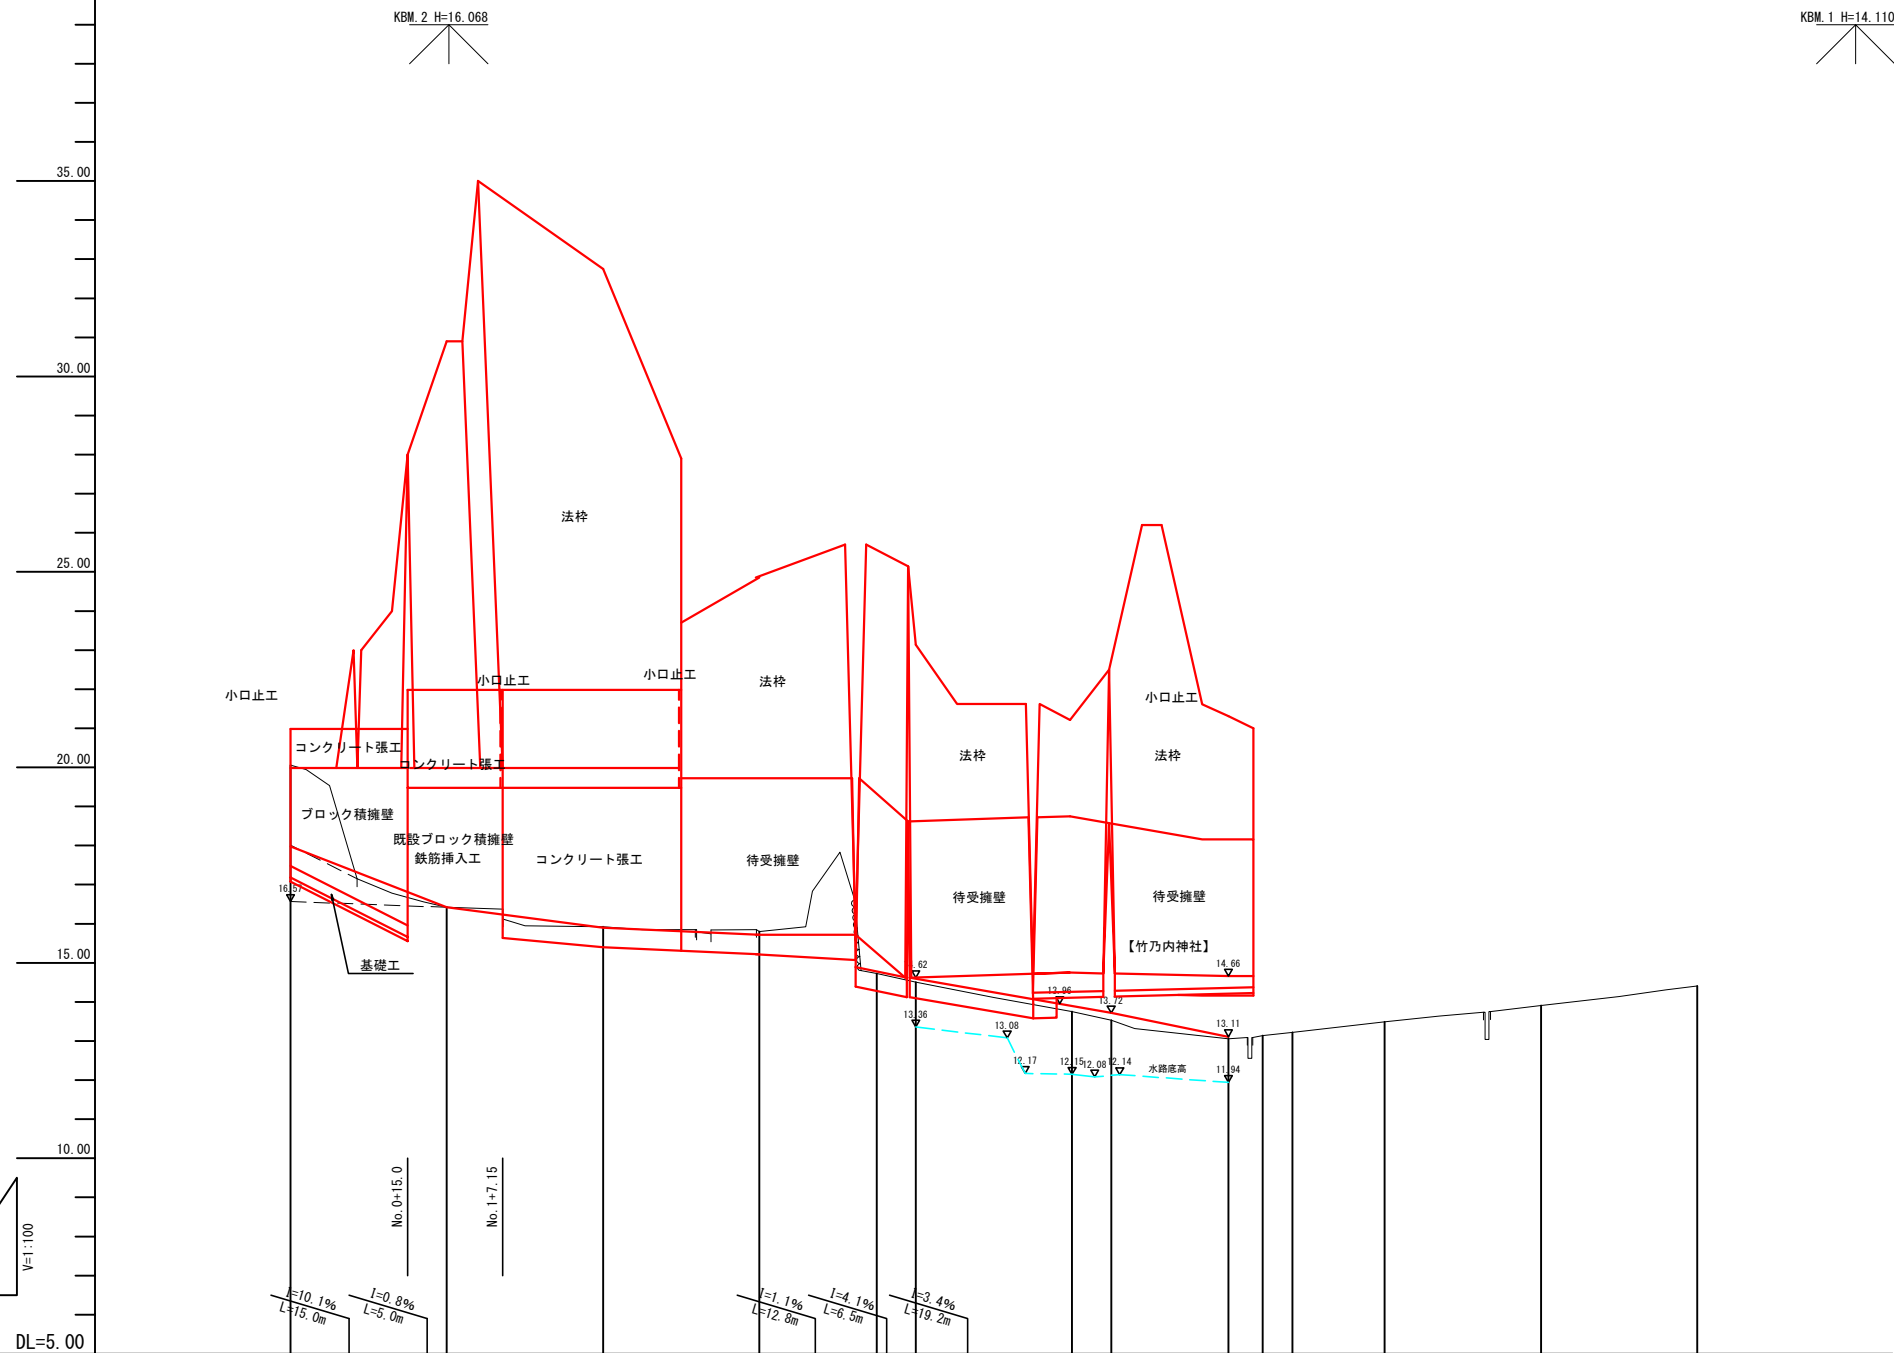 KBM.2 H=16.068
KBM.1 H=14.110
35.00
30.00
25.00
20.00
15.00
10.00
DL=5.00
V=1:100
法枠
小口止工
小口止工
小口止工
法枠
小口止工
コンクリート張工
コンクリート張工
法枠
法枠
ブロック積擁壁
既設ブロック積擁壁
鉄筋挿入工
コンクリート張工
待受擁壁
待受擁壁
待受擁壁
【竹乃内神社】
16.57
基礎工
.62
14.66
13.96
13.72
13.36
13.08
13.11
12.17
12.15
12.08
12.14
水路底高
11.94
No.0+15.0
No.1+7.15
I=10.1%
L=15.0m
I=0.8%
L=5.0m
I=1.1%
L=12.8m
I=4.1%
L=6.5m
I=3.4%
L=19.2m